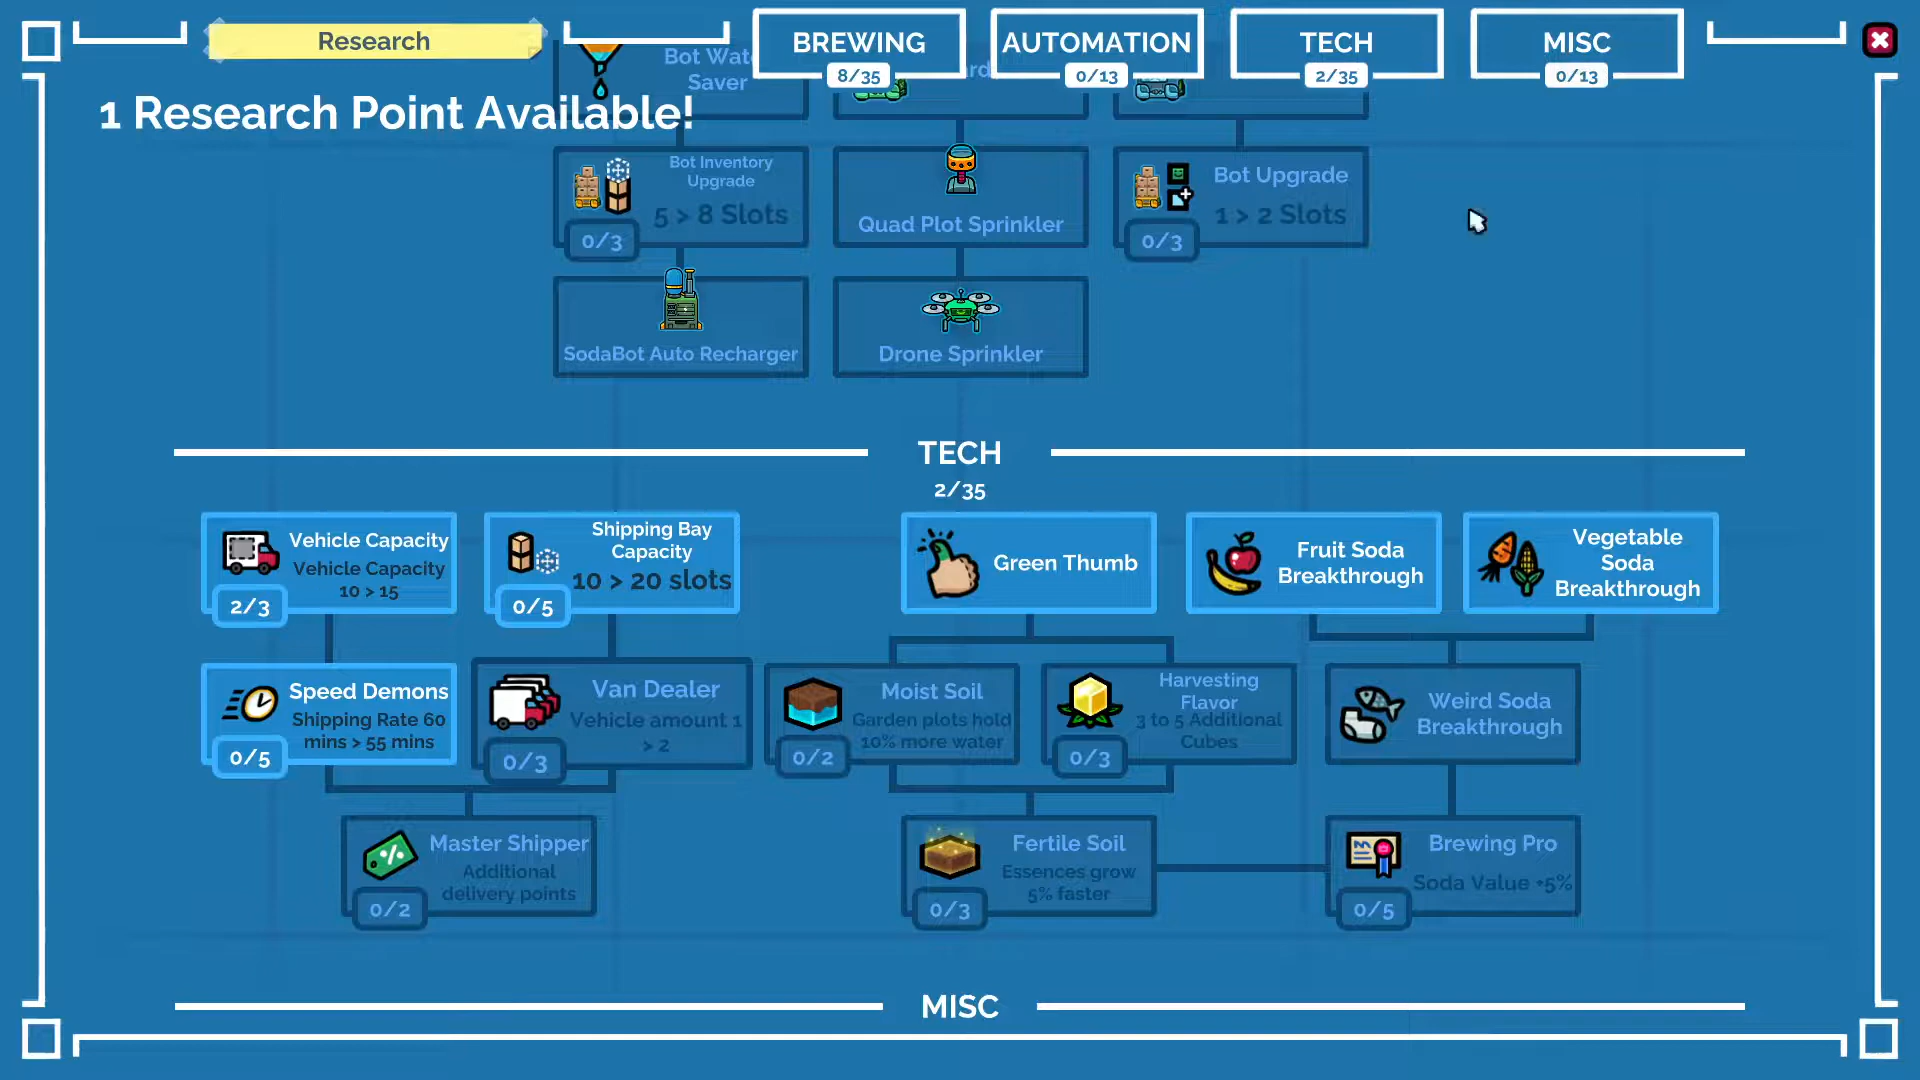 Research
BREWING
8/35
AUTOMATION
0/13
TECH
2/35
MISC
0/13
1 Research Point Available!
Bot Water
Saver
Bot Inventory
Upgrade
5 > 8 Slots
0/3
Quad Plot Sprinkler
Bot Upgrade
1 > 2 Slots
0/3
SodaBot Auto Recharger
Drone Sprinkler
TECH
2/35
Vehicle Capacity
Vehicle Capacity
10 > 15
2/3
Shipping Bay
Capacity
10 > 20 slots
0/5
Green Thumb
Fruit Soda
Breakthrough
Vegetable
Soda
Breakthrough
Speed Demons
Shipping Rate 60
mins > 55 mins
0/5
Van Dealer
Vehicle amount 1
> 2
0/3
Moist Soil
Garden plots hold
10% more water
0/2
Harvesting
Flavor
3 to 5 Additional
Cubes
0/3
Weird Soda
Breakthrough
Master Shipper
Additional
delivery points
0/2
Fertile Soil
Essences grow
5% faster
0/3
Brewing Pro
Soda Value +5%
0/5
MISC